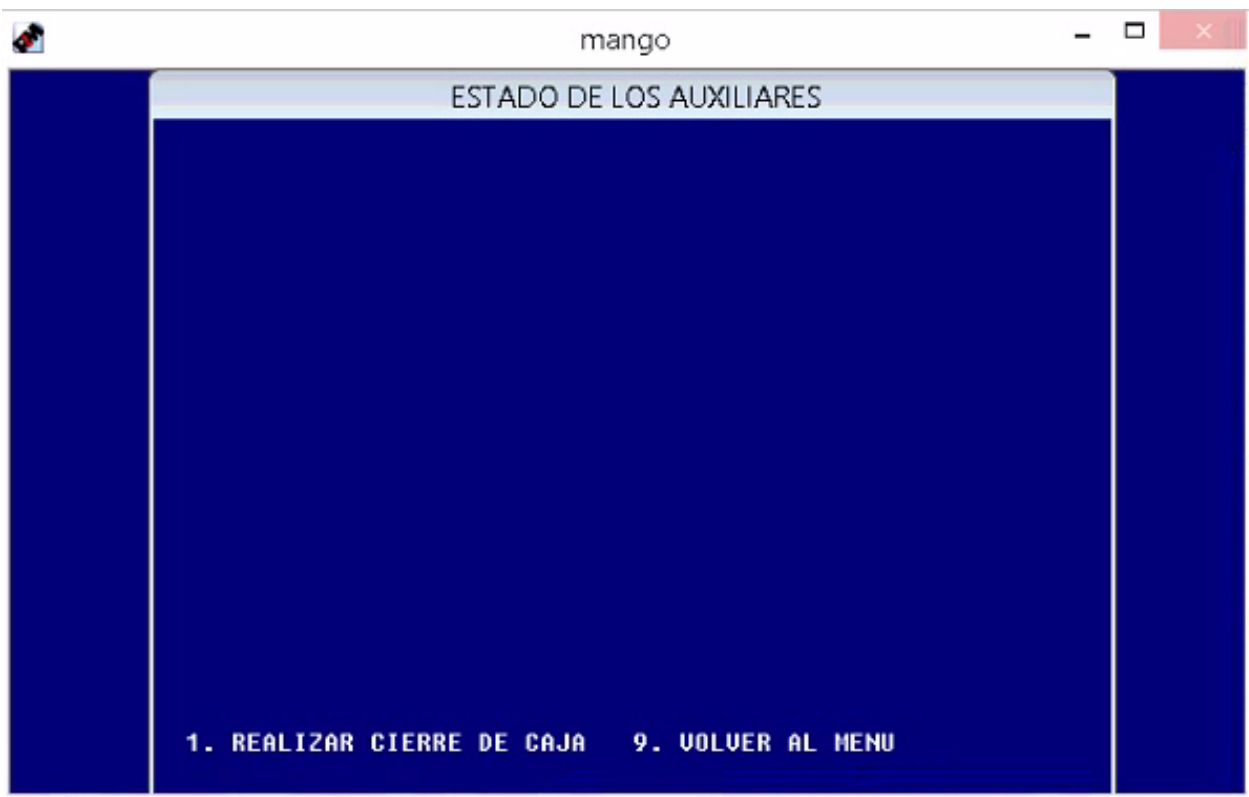 mango
ESTADO DE LOS AUXILIARES
1. REALIZAR CIERRE DE CAJA 9. VOLVER AL MENU